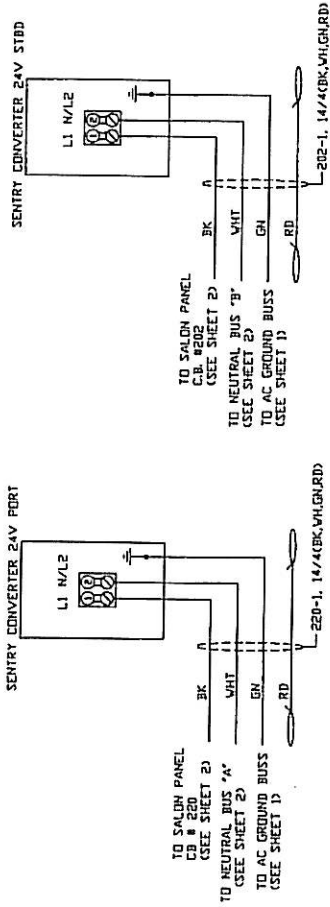 SENTRY CONVERTER 24V PORT
L1 N/L2
1 2
BK
WHT
GN
RD
TO SALON PANEL
CB # 220
(SEE SHEET 2)
TO NEUTRAL BUS "A"
(SEE SHEET 2)
TO AC GROUND BUSS
(SEE SHEET 1)
220-1, 14/4(BK,WH,GN,RD)
SENTRY CONVERTER 24V STBD
L1 N/L2
1 2
BK
WHT
GN
RD
TO SALON PANEL
C.B. #202
(SEE SHEET 2)
TO NEUTRAL BUS "B"
(SEE SHEET 2)
TO AC GROUND BUSS
(SEE SHEET 1)
202-1, 14/4(BK,WH,GN,RD)